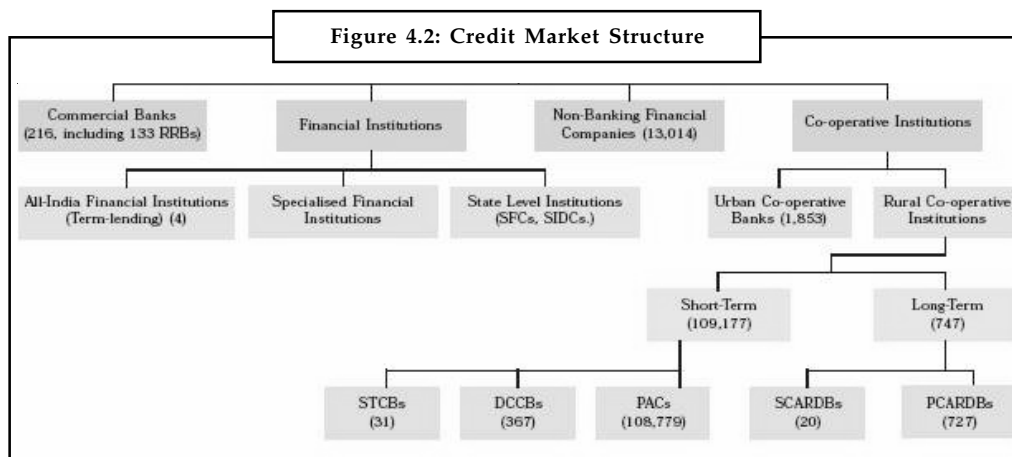 Figure 4.2: Credit Market Structure
Commercial Banks
(216, including 133 RRBs)
Financial Institutions
Non-Banking Financial
Companies (13,014)
Co-operative Institutions
All-India Financial Institutions
(Term-lending) (4)
Specialised Financial
Institutions
State Level Institutions
(SFCs, SIDCs.)
Urban Co-operative
Banks (1,853)
Rural Co-operative
Institutions
Short-Term
(109,177)
Long-Term
(747)
STCBs
(31)
DCCBs
(367)
PACs
(108,779)
SCARDBs
(20)
PCARDBs
(727)